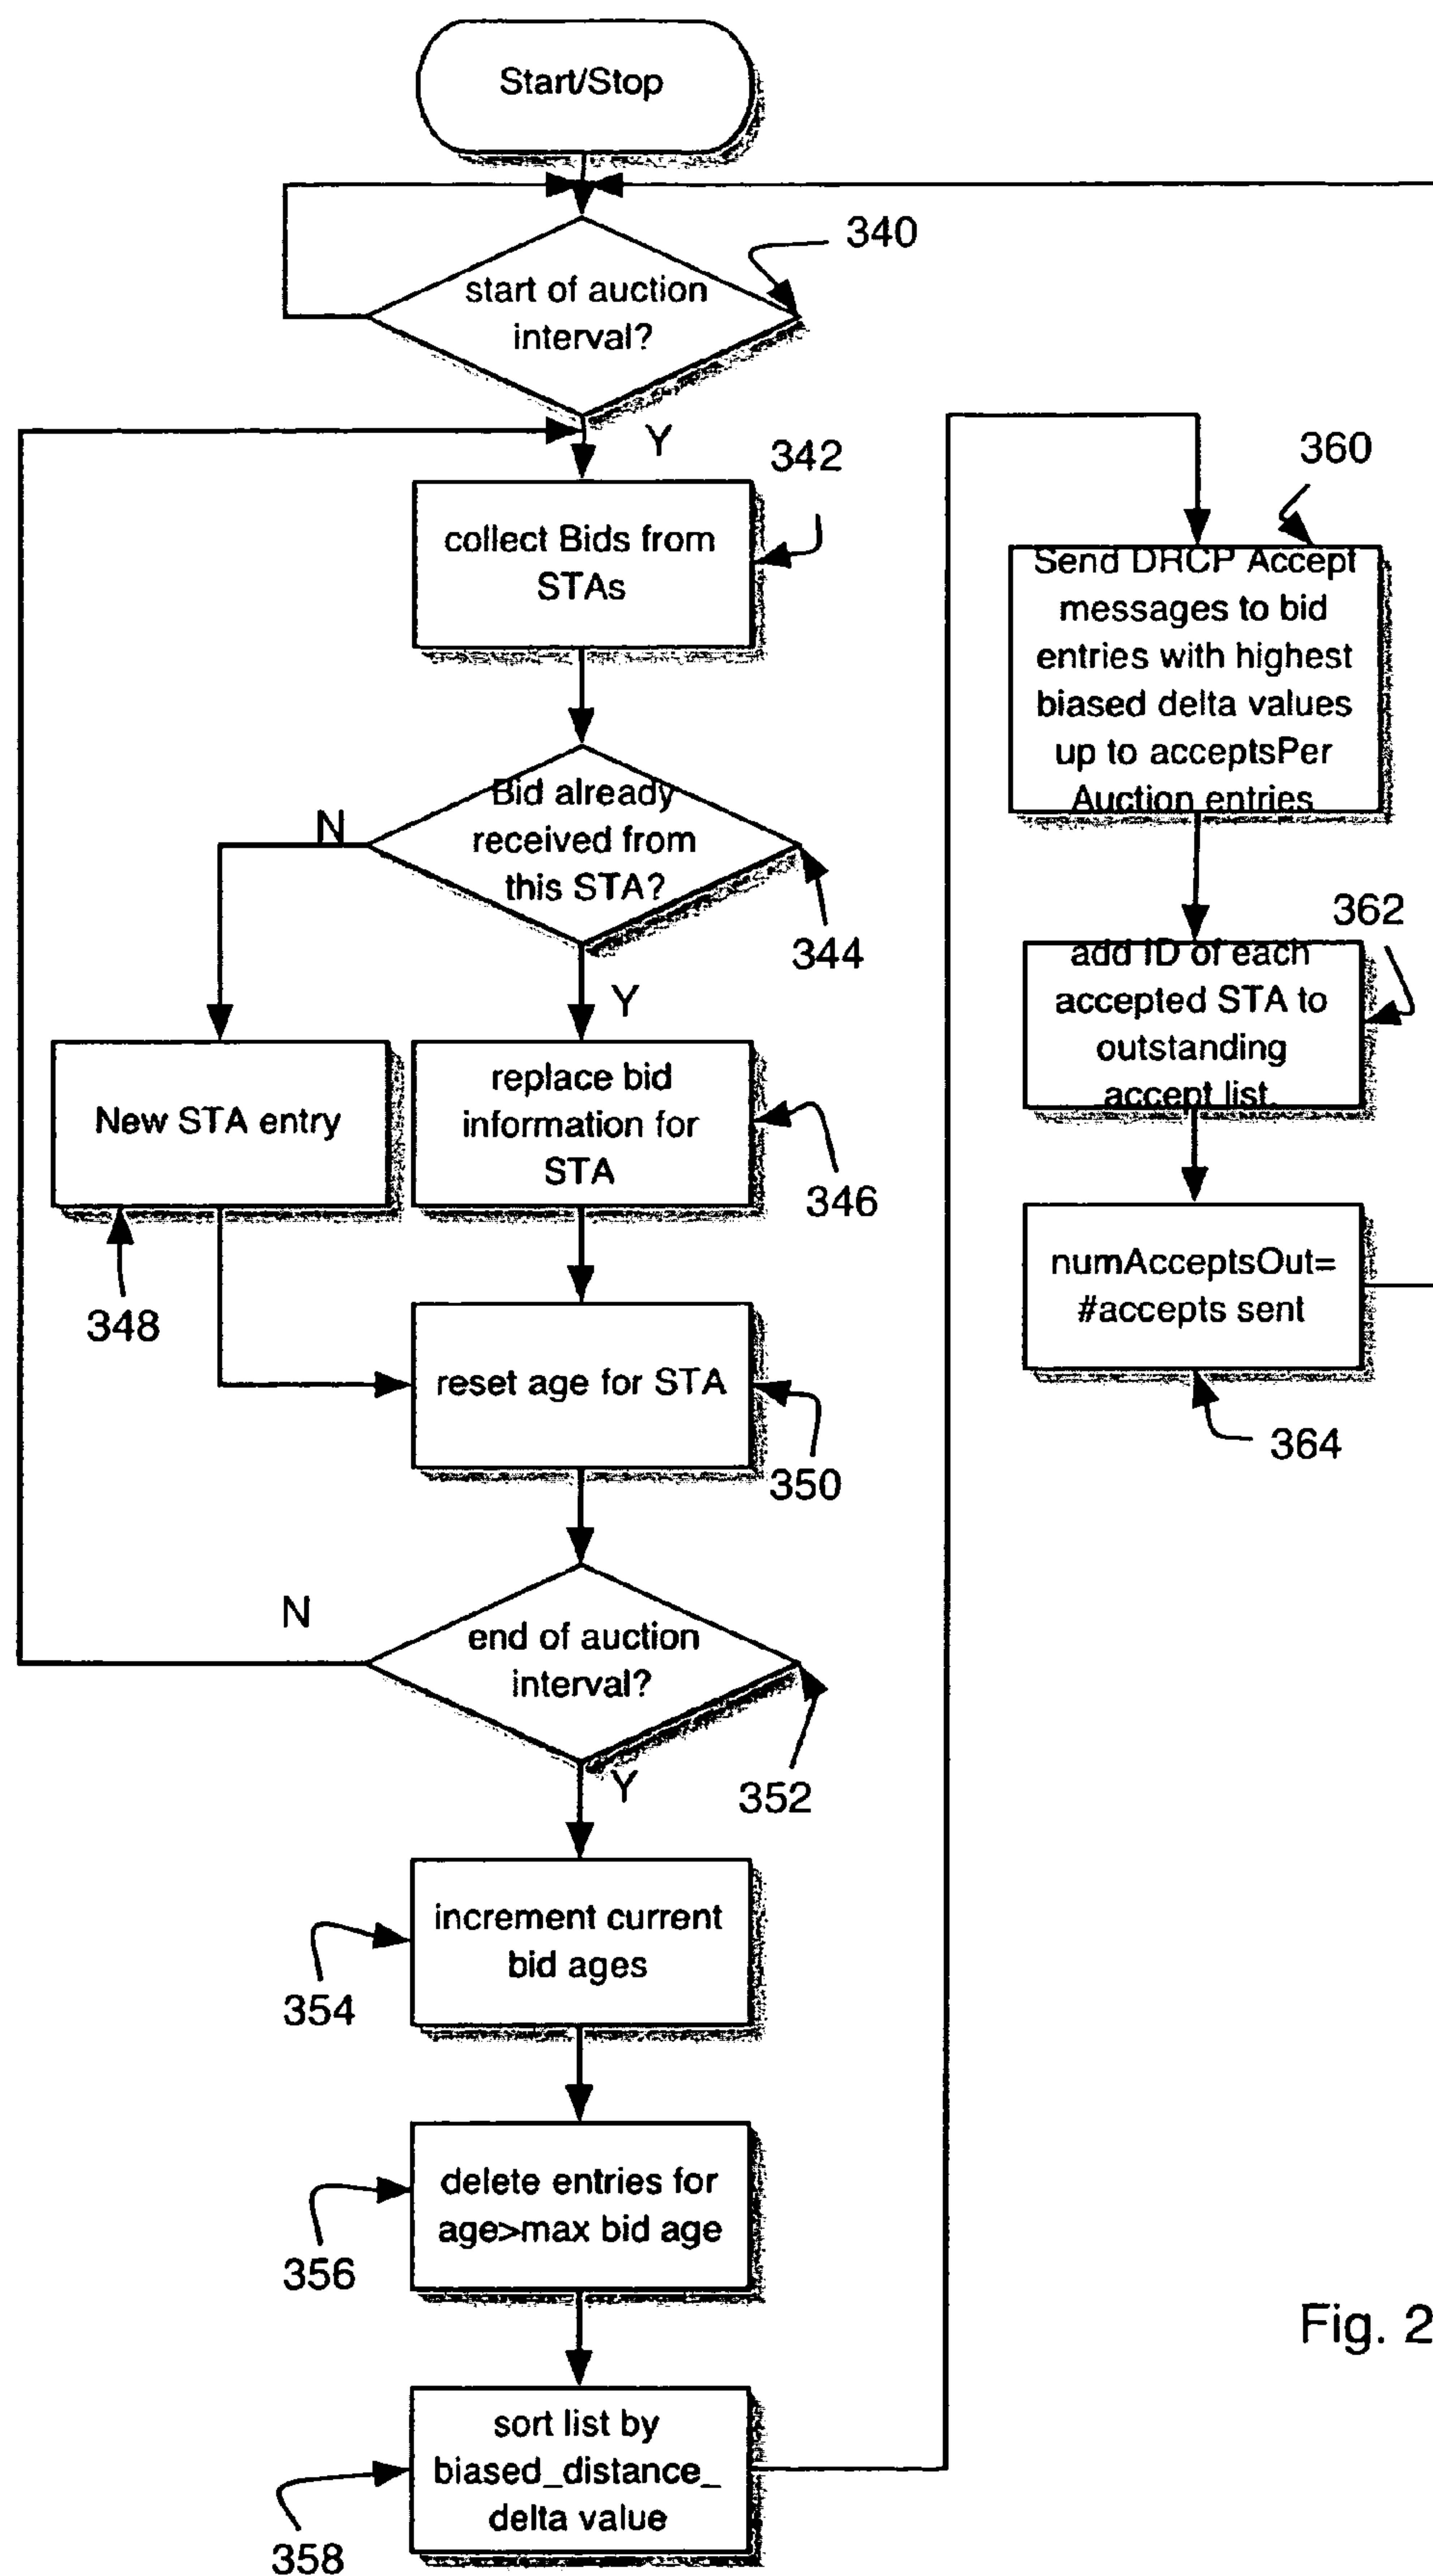 Start/Stop
340
start of auction
interval?
Y
342
collect Bids from
STAs
Bid already
received from
this STA?
N
344
Y
New STA entry
348
replace bid
information for
STA
346
reset age for STA
350
N
end of auction
interval?
352
Y
increment current
bid ages
354
delete entries for
age>max bid age
356
sort list by
biased_distance_
delta value
358
360
Send DRCP Accept
messages to bid
entries with highest
biased delta values
up to acceptsPer
Auction entries
362
add ID of each
accepted STA to
outstanding
accept list.
numAcceptsOut=
#accepts sent
364
Fig. 2